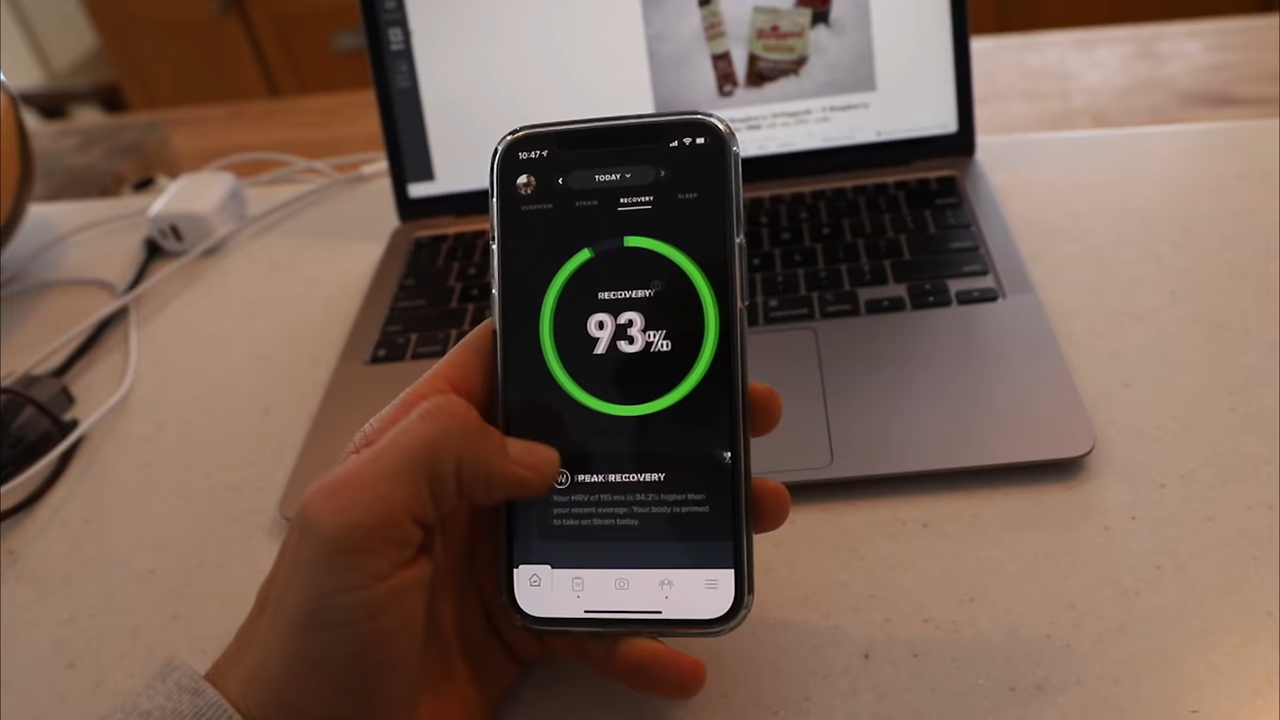 10:47
TODAY
OVERVIEW STRAIN RECOVERY SLEEP
RECOVERY
93%
W PEAK RECOVERY
Your HRV of 115 ms is 34.2% higher than
your recent average. Your body is primed
to take on Strain today.